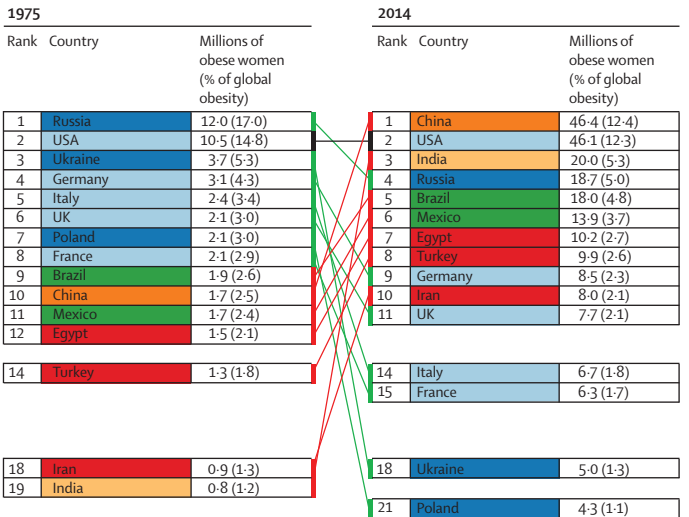 1975
Rank Country Millions of
obese women
(% of global
obesity)
1 Russia 12·0 (17·0)
2 USA 10·5 (14·8)
3 Ukraine 3·7 (5·3)
4 Germany 3·1 (4·3)
5 Italy 2·4 (3·4)
6 UK 2·1 (3·0)
7 Poland 2·1 (3·0)
8 France 2·1 (2·9)
9 Brazil 1·9 (2·6)
10 China 1·7 (2·5)
11 Mexico 1·7 (2·4)
12 Egypt 1·5 (2·1)
14 Turkey 1·3 (1·8)
18 Iran 0·9 (1·3)
19 India 0·8 (1·2)
2014
Rank Country Millions of
obese women
(% of global
obesity)
1 China 46·4 (12·4)
2 USA 46·1 (12·3)
3 India 20·0 (5·3)
4 Russia 18·7 (5·0)
5 Brazil 18·0 (4·8)
6 Mexico 13·9 (3·7)
7 Egypt 10·2 (2·7)
8 Turkey 9·9 (2·6)
9 Germany 8·5 (2·3)
10 Iran 8·0 (2·1)
11 UK 7·7 (2·1)
14 Italy 6·7 (1·8)
15 France 6·3 (1·7)
18 Ukraine 5·0 (1·3)
21 Poland 4·3 (1·1)